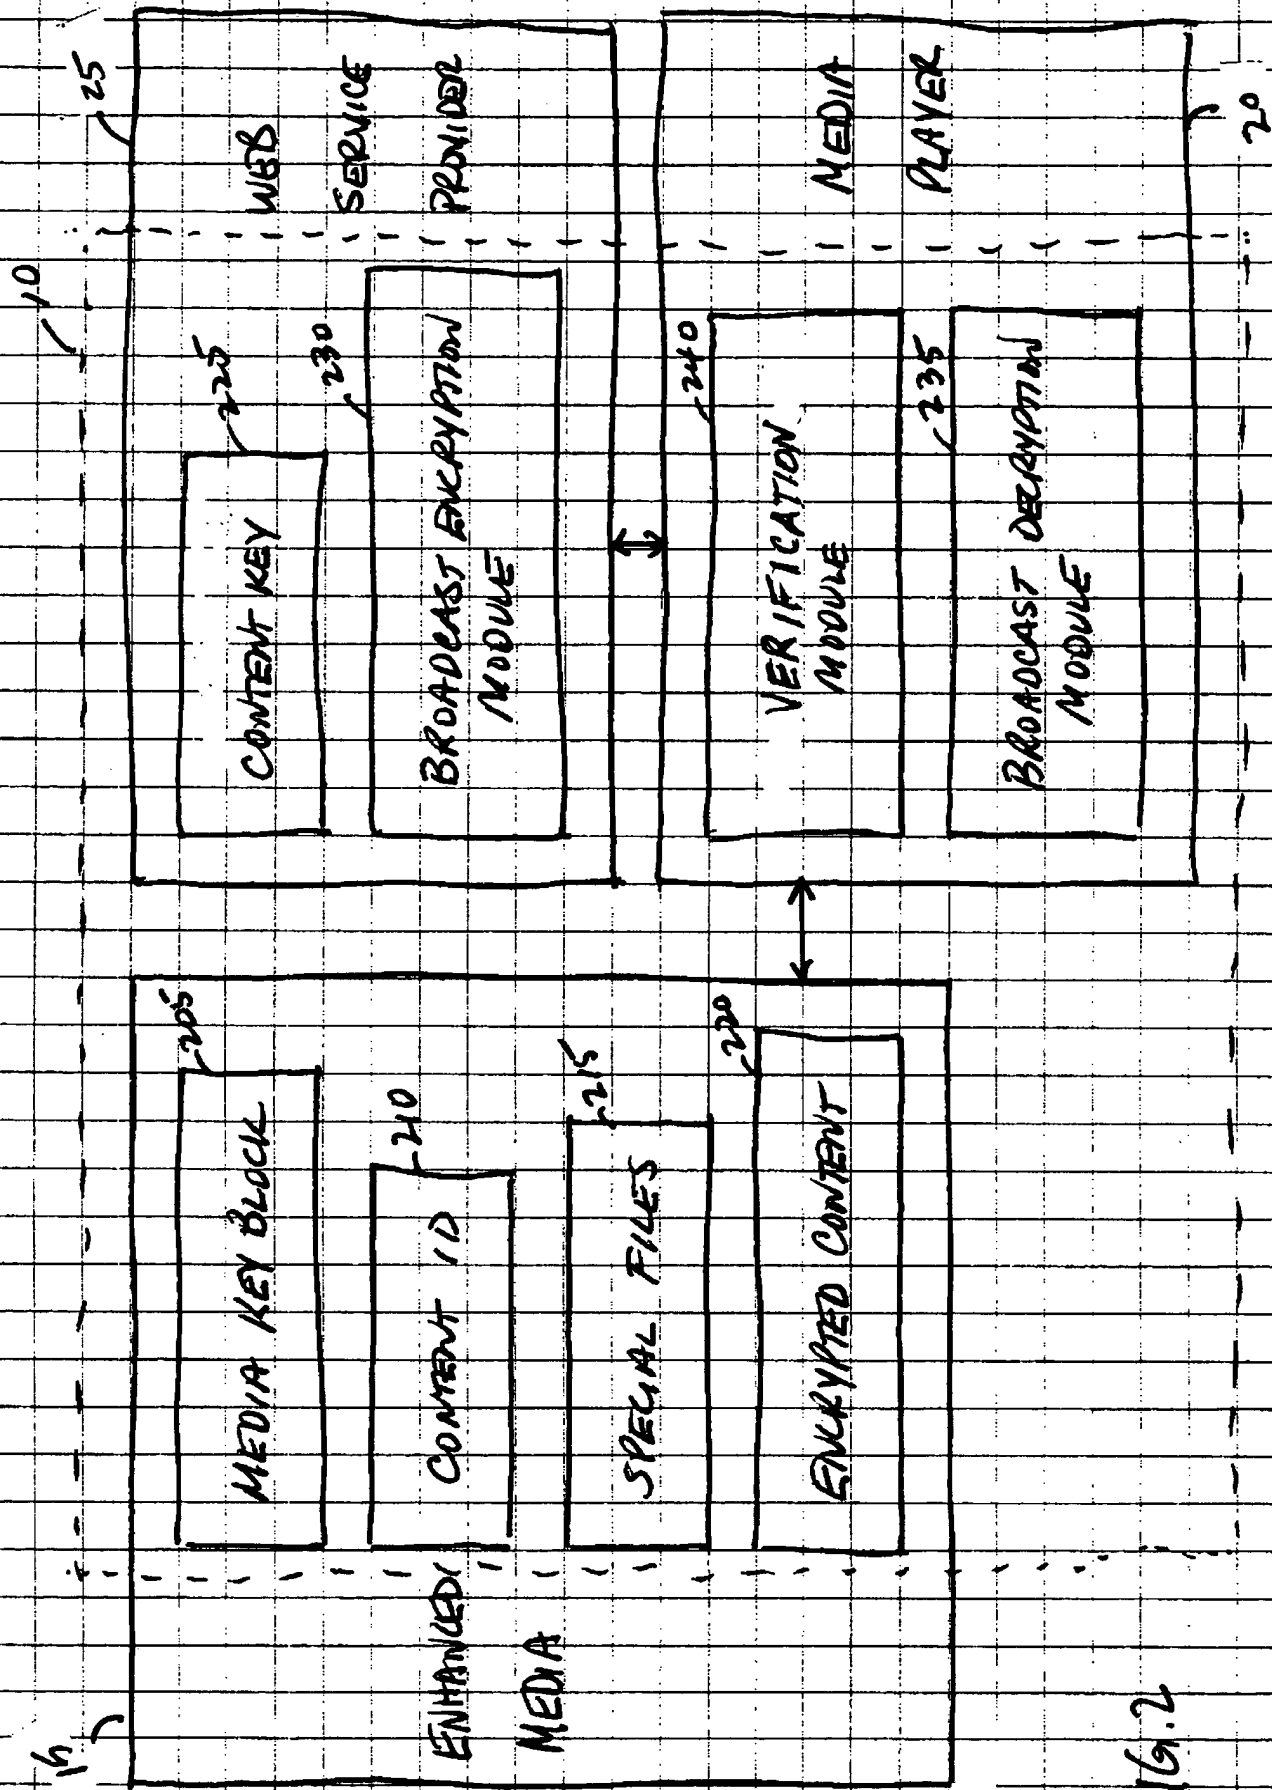 10
15
ENHANCED
MEDIA
MEDIA KEY BLOCK
205
CONTENT ID
210
SPECIAL FILES
215
ENCRYPTED CONTENT
220
25
CONTENT KEY
225
BROADCAST ENCRYPTION
MODULE
230
WEB
SERVICE
PROVIDER
VERIFICATION
MODULE
240
BROADCAST DECRYPTION
MODULE
235
MEDIA
PLAYER
20
IG. 2